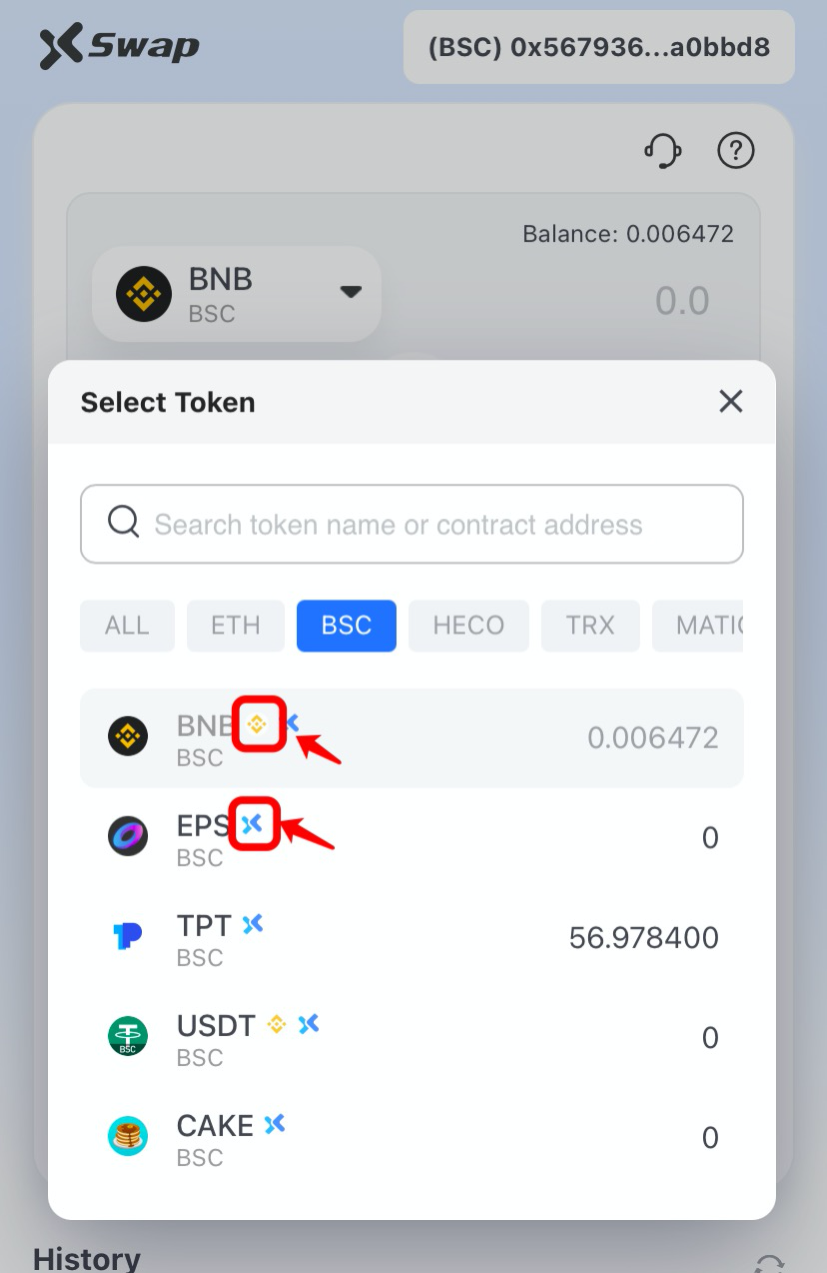 Swap
(BSC) 0x567936...a0bbd8
Balance: 0.006472
BNB
BSC
0.0
Select Token
Search token name or contract address
ALL ETH BSC HECO TRX MATIC
BNB
0.006472
BSC
EPS
0
BSC
TPT
56.978400
BSC
USDT
0
BSC
BSC
CAKE
0
BSC
History